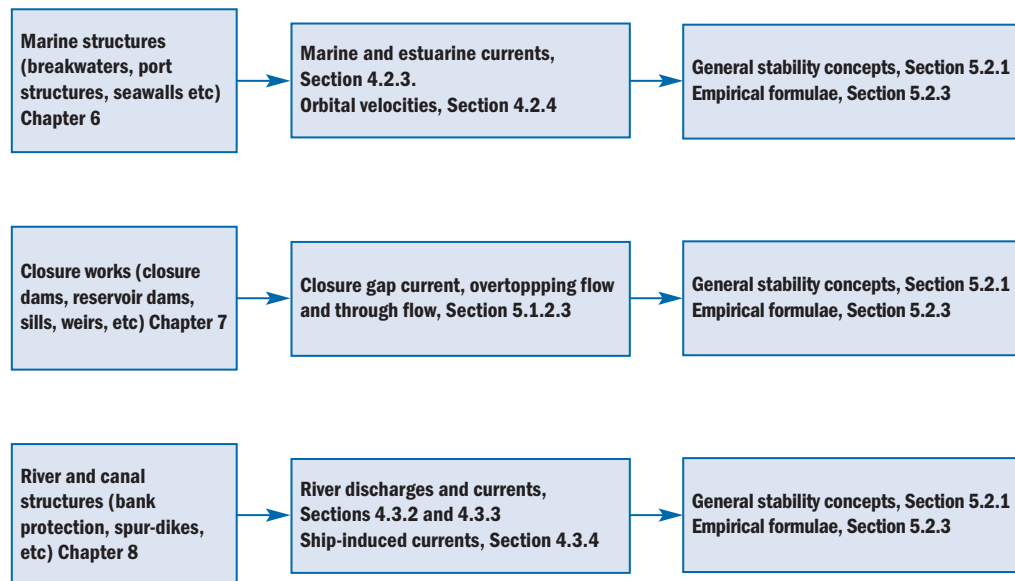 Marine structures
(breakwaters, port
structures, seawalls etc)
Chapter 6
Marine and estuarine currents,
Section 4.2.3.
Orbital velocities, Section 4.2.4
General stability concepts, Section 5.2.1
Empirical formulae, Section 5.2.3
Closure works (closure
dams, reservoir dams,
sills, weirs, etc) Chapter 7
Closure gap current, overtoppping flow
and through flow, Section 5.1.2.3
General stability concepts, Section 5.2.1
Empirical formulae, Section 5.2.3
River and canal
structures (bank
protection, spur-dikes,
etc) Chapter 8
River discharges and currents,
Sections 4.3.2 and 4.3.3
Ship-induced currents, Section 4.3.4
General stability concepts, Section 5.2.1
Empirical formulae, Section 5.2.3